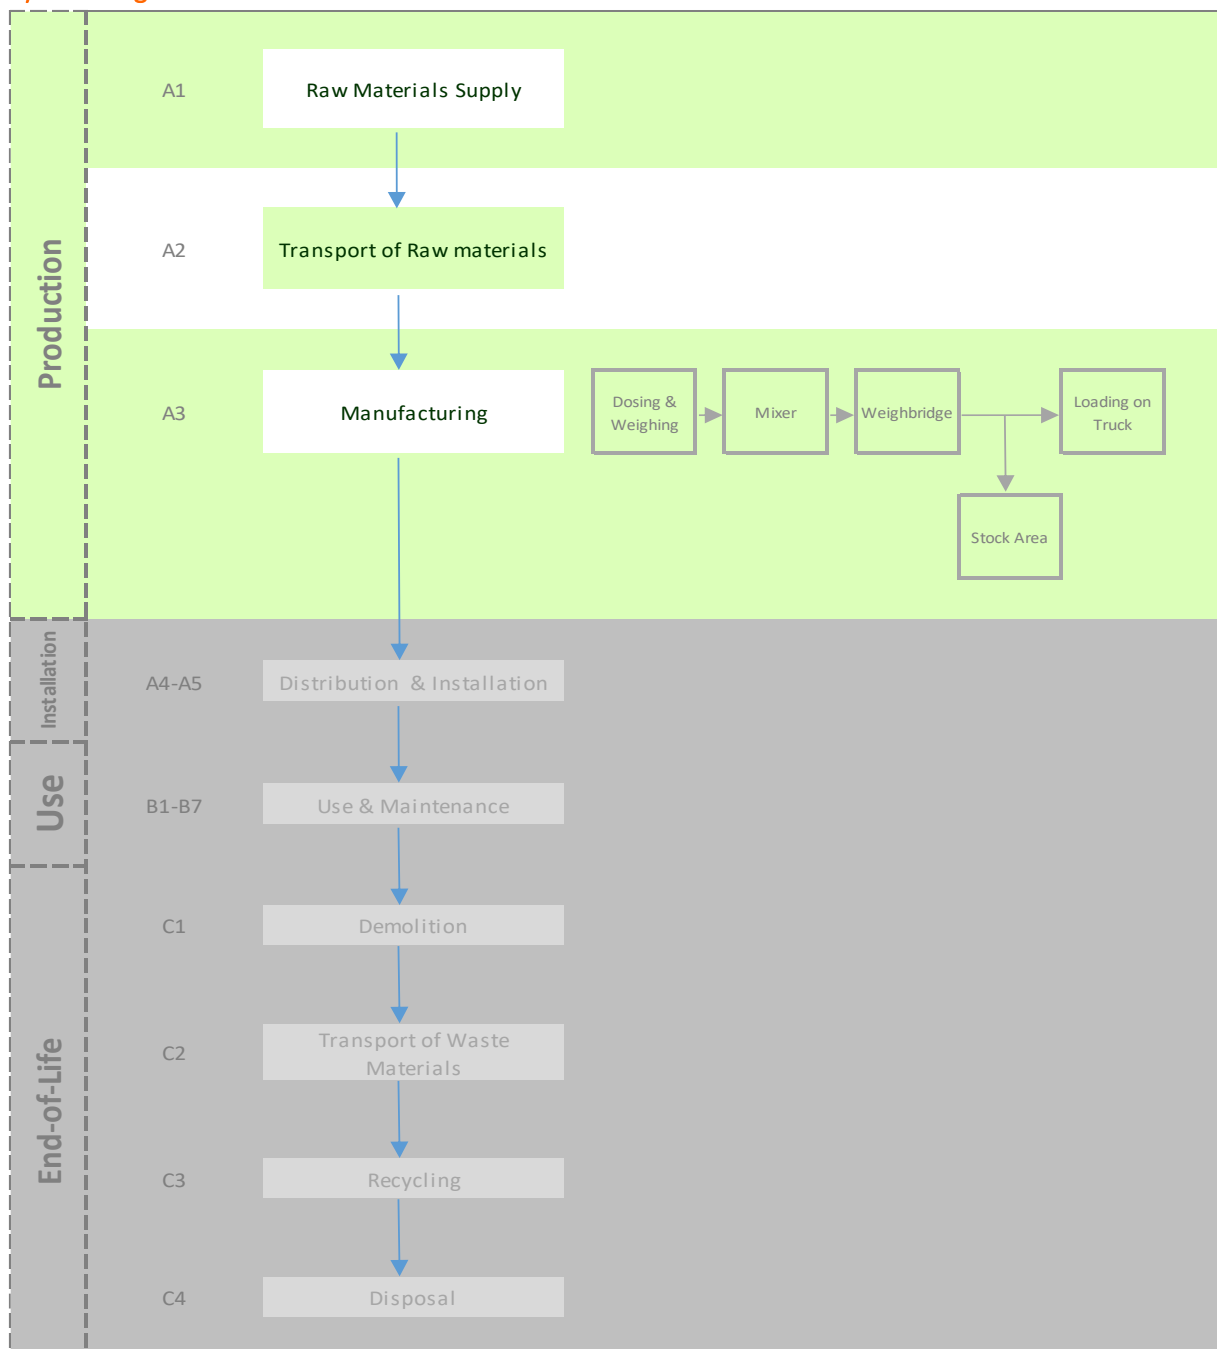 Production
A1
Raw Materials Supply
A2
Transport of Raw materials
A3
Manufacturing
Dosing &
Weighing
Mixer
Weighbridge
Loading on
Truck
Stock Area
Installation
A4-A5
Distribution & Installation
Use
B1-B7
Use & Maintenance
End-of-Life
C1
Demolition
C2
Transport of Waste
Materials
C3
Recycling
C4
Disposal